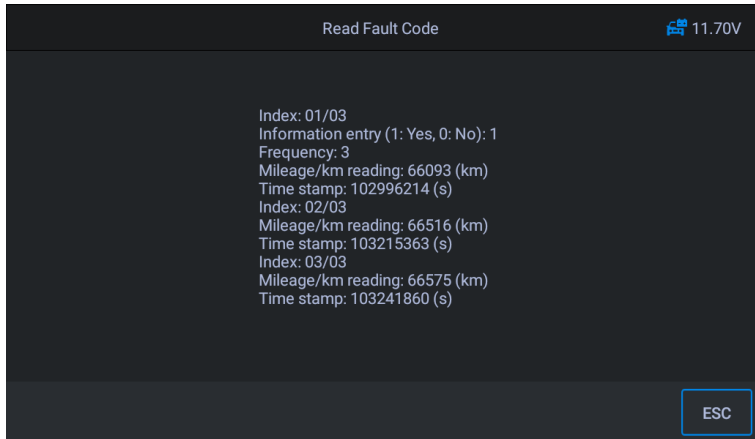 Read Fault Code
11.70V
Index: 01/03
Information entry (1: Yes, 0: No): 1
Frequency: 3
Mileage/km reading: 66093 (km)
Time stamp: 102996214 (s)
Index: 02/03
Mileage/km reading: 66516 (km)
Time stamp: 103215363 (s)
Index: 03/03
Mileage/km reading: 66575 (km)
Time stamp: 103241860 (s)
ESC